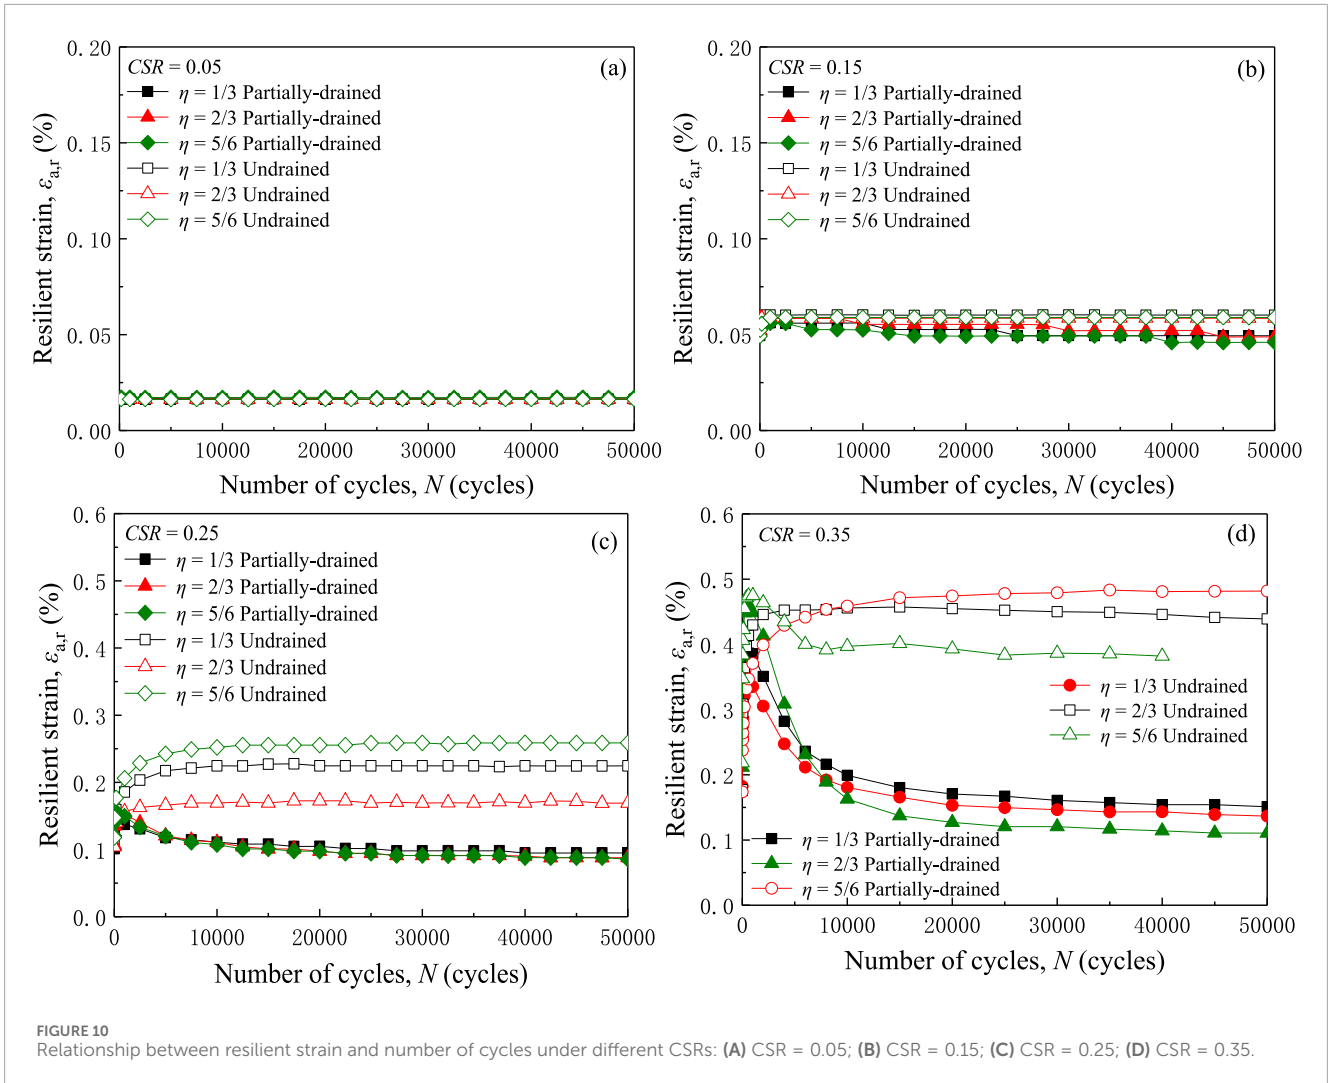 0.20
0.15
0.10
0.05
0.00
Resilient strain, εa,r (%)
CSR = 0.05
(a)
η = 1/3 Partially-drained
η = 2/3 Partially-drained
η = 5/6 Partially-drained
η = 1/3 Undrained
η = 2/3 Undrained
η = 5/6 Undrained
0 10000 20000 30000 40000 50000
Number of cycles, N (cycles)
0.20
0.15
0.10
0.05
0.00
Resilient strain, εa,r (%)
CSR = 0.15
(b)
η = 1/3 Partially-drained
η = 2/3 Partially-drained
η = 5/6 Partially-drained
η = 1/3 Undrained
η = 2/3 Undrained
η = 5/6 Undrained
0 10000 20000 30000 40000 50000
Number of cycles, N (cycles)
0.6
0.5
0.4
0.3
0.2
0.1
0.0
Resilient strain, εa,r (%)
CSR = 0.25
(c)
η = 1/3 Partially-drained
η = 2/3 Partially-drained
η = 5/6 Partially-drained
η = 1/3 Undrained
η = 2/3 Undrained
η = 5/6 Undrained
0 10000 20000 30000 40000 50000
Number of cycles, N (cycles)
0.6
0.5
0.4
0.3
0.2
0.1
0.0
Resilient strain, εa,r (%)
CSR = 0.35
(d)
η = 1/3 Undrained
η = 2/3 Undrained
η = 5/6 Undrained
η = 1/3 Partially-drained
η = 2/3 Partially-drained
η = 5/6 Partially-drained
0 10000 20000 30000 40000 50000
Number of cycles, N (cycles)
FIGURE 10
Relationship between resilient strain and number of cycles under different CSRs: (A) CSR = 0.05; (B) CSR = 0.15; (C) CSR = 0.25; (D) CSR = 0.35.